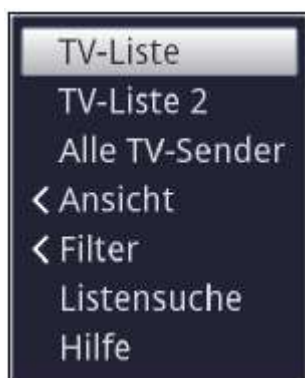 TV-Liste
TV-Liste 2
Alle TV-Sender
< Ansicht
< Filter
Listensuche
Hilfe